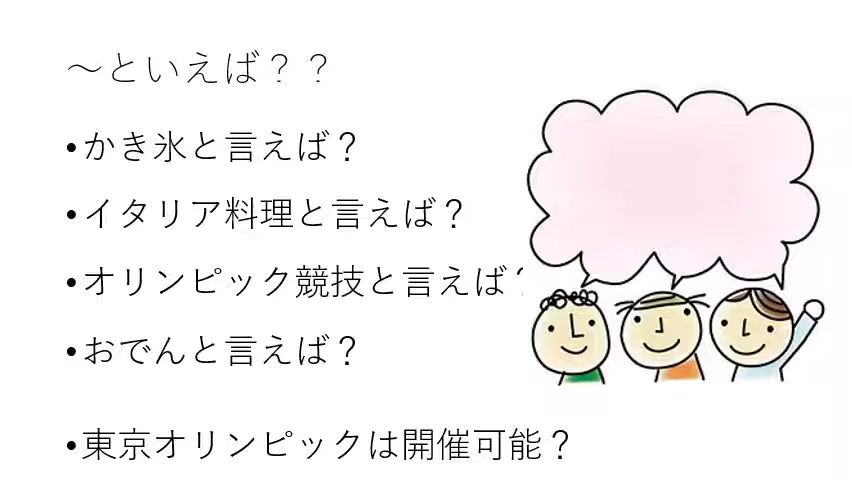 ～といえば？？
•かき氷と言えば？
•イタリア料理と言えば？
•オリンピック競技と言えば？
•おでんと言えば？
•東京オリンピックは開催可能？